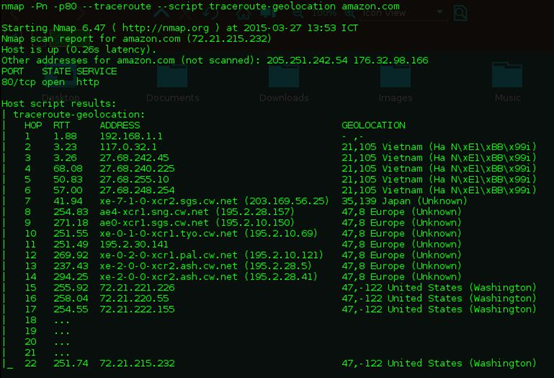 nmap -Pn -p80 --traceroute --script traceroute-geolocation amazon.com
Starting Nmap 6.47 ( http://nmap.org ) at 2015-03-27 13:53 ICT
Nmap scan report for amazon.com (72.21.215.232)
Host is up (0.26s latency).
Other addresses for amazon.com (not scanned): 205.251.242.54 176.32.98.166
PORT   STATE SERVICE
80/tcp open  http
Desktop Documents Downloads Images Music
Host script results:
| traceroute-geolocation:
|   HOP  RTT     ADDRESS                                GEOLOCATION
|   1    1.88    192.168.1.1                            - ,-
|   2    3.23    117.0.32.1                             21,105 Vietnam (Ha N\xE1\xBB\x99i)
|   3    3.26    27.68.242.45                           21,105 Vietnam (Ha N\xE1\xBB\x99i)
|   4    68.08   27.68.240.225                          21,105 Vietnam (Ha N\xE1\xBB\x99i)
|   5    50.83   27.68.255.10                           21,105 Vietnam (Ha N\xE1\xBB\x99i)
|   6    57.00   27.68.248.254                          21,105 Vietnam (Ha N\xE1\xBB\x99i)
|   7    41.94   xe-7-1-0-xcr2.sgs.cw.net (203.169.56.25)  35,139 Japan (Unknown)
|   8    254.83  ae4-xcr1.sng.cw.net (195.2.28.157)     47,8 Europe (Unknown)
|   9    271.18  ae0-xcr1.sgs.cw.net (195.2.10.150)     47,8 Europe (Unknown)
|   10   251.55  xe-0-1-0-xcr1.tyo.cw.net (195.2.10.69)  47,8 Europe (Unknown)
|   11   251.49  195.2.30.141                           47,8 Europe (Unknown)
|   12   269.92  xe-0-2-0-xcr1.pal.cw.net (195.2.10.121)  47,8 Europe (Unknown)
|   13   237.43  xe-2-0-0-xcr2.ash.cw.net (195.2.28.5)  47,8 Europe (Unknown)
|   14   294.25  xe-2-0-0-xcr2.ash.cw.net (195.2.28.41)  47,8 Europe (Unknown)
|   15   255.92  72.21.221.226                          47,-122 United States (Washington)
|   16   258.04  72.21.220.55                           47,-122 United States (Washington)
|   17   254.55  72.21.222.155                          47,-122 United States (Washington)
|   18   ...
|   19   ...
|   20   ...
|   21   ...
|_  22   251.74  72.21.215.232                          47,-122 United States (Washington)